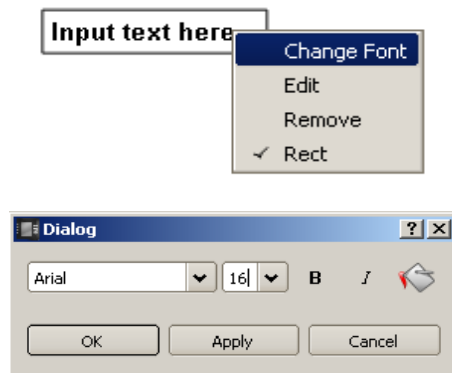 Input text here
Change Font
Edit
Remove
Rect
Dialog
Arial 16 B I
OK Apply Cancel